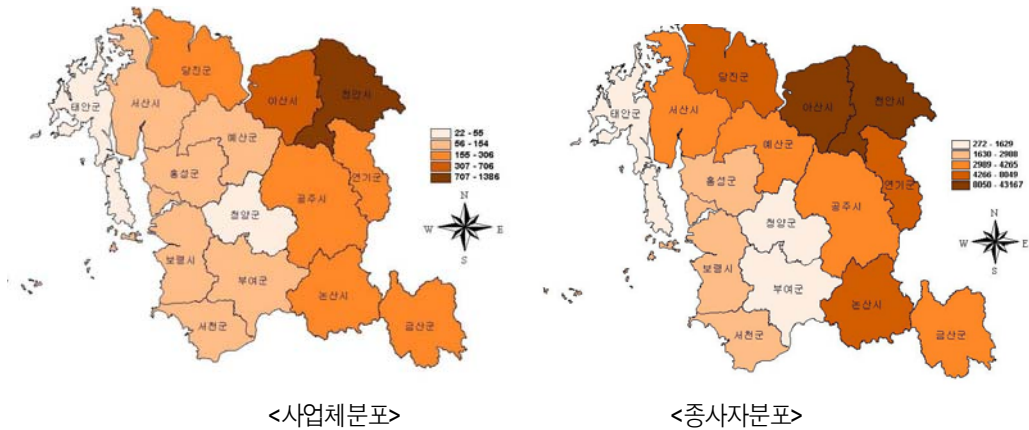 당진군
태안군
서산시
아산시
천안시
예산군
홍성군
연기군
청양군
공주시
보령시
부여군
논산시
서천군
금산군
22 - 55
56 - 154
155 - 306
307 - 706
707 - 1386
N
W E
S
<사업체분포>
당진군
태안군
서산시
아산시
천안시
예산군
홍성군
연기군
청양군
공주시
보령시
부여군
논산시
서천군
금산군
272 - 1629
1630 - 2988
2989 - 4265
4266 - 8049
8050 - 43167
N
W E
S
<종사자분포>